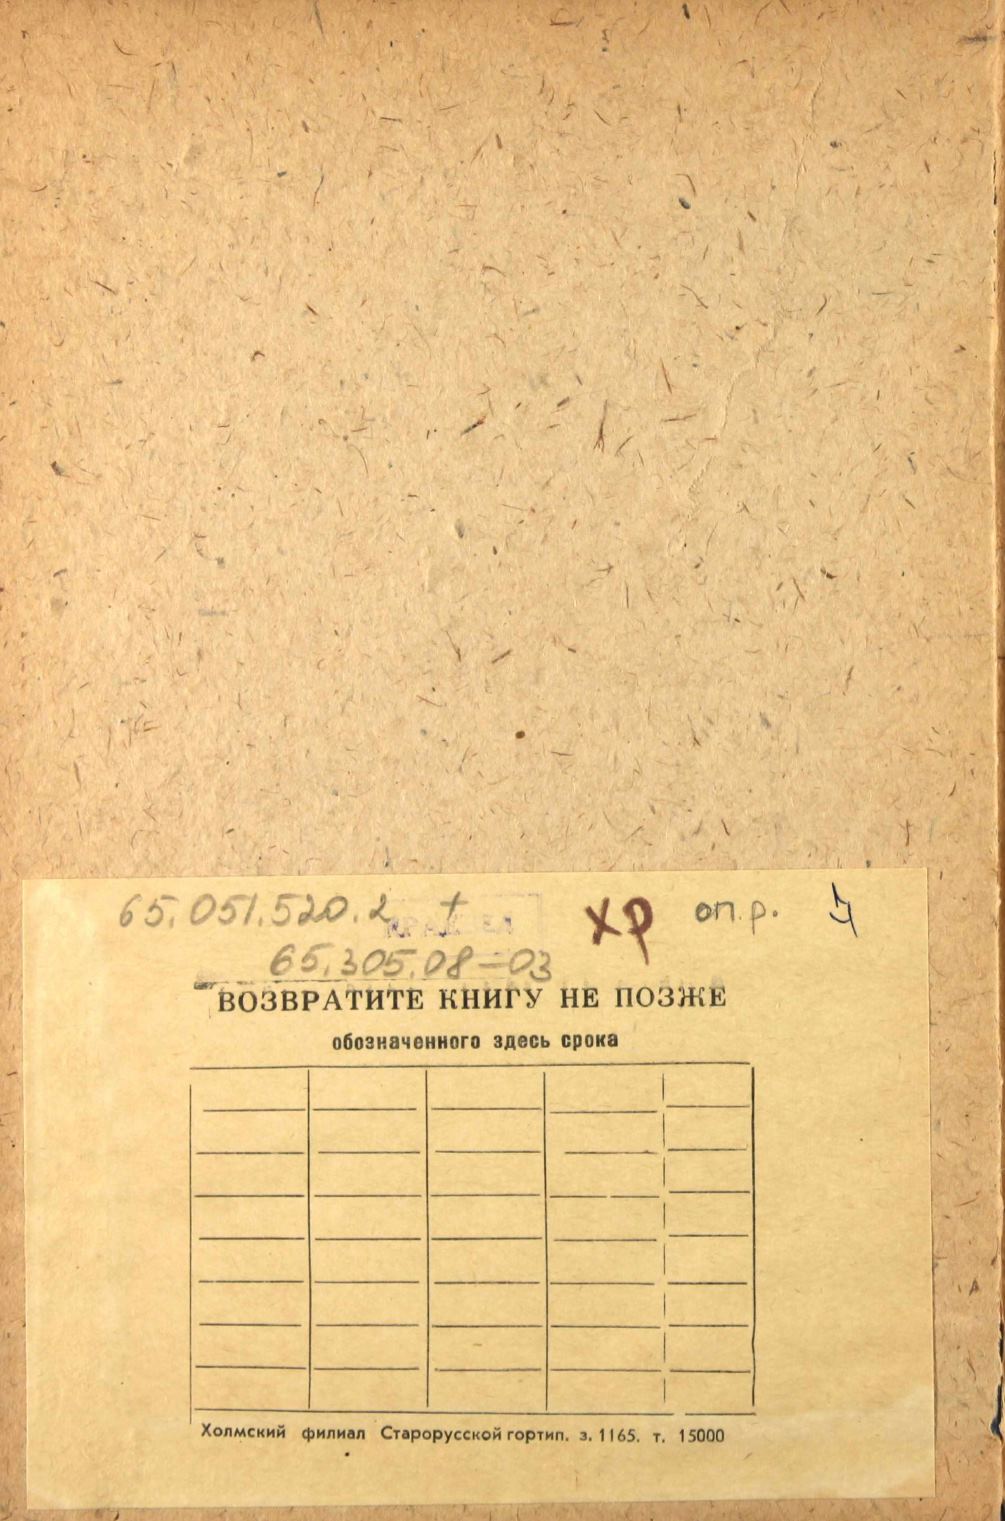 65.051.520.2 + ХР оп.р.
65.305.08-03
ВОЗВРАТИТЕ КНИГУ НЕ ПОЗЖЕ
обозначенного здесь срока
Холмский филиал Старорусской гортип. з. 1165. т. 15000